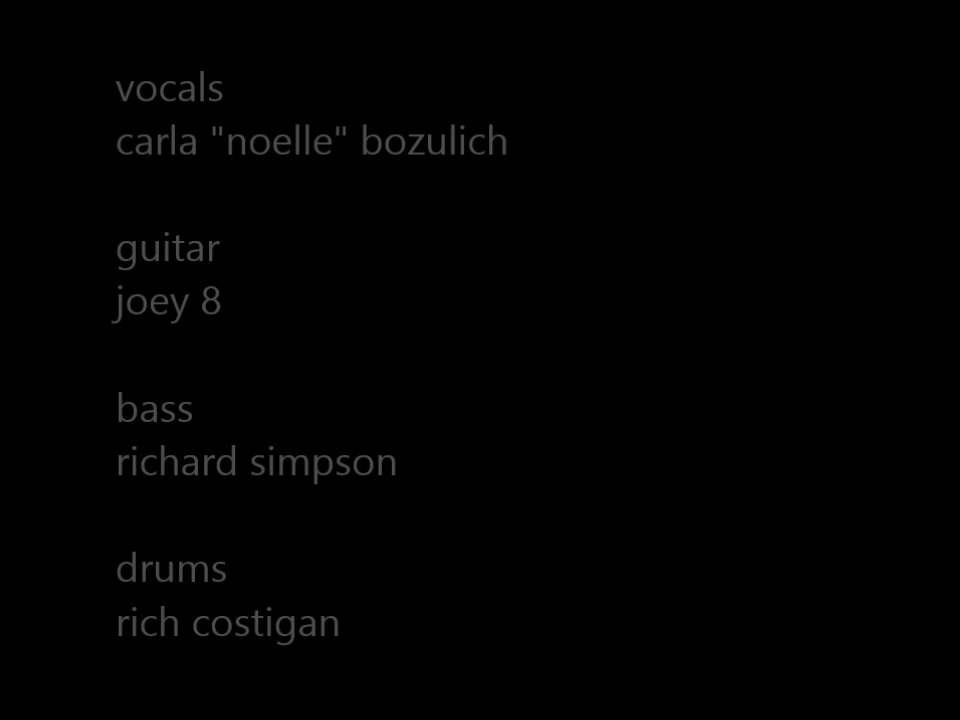 vocals
carla "noelle" bozulich
guitar
joey 8
bass
richard simpson
drums
rich costigan